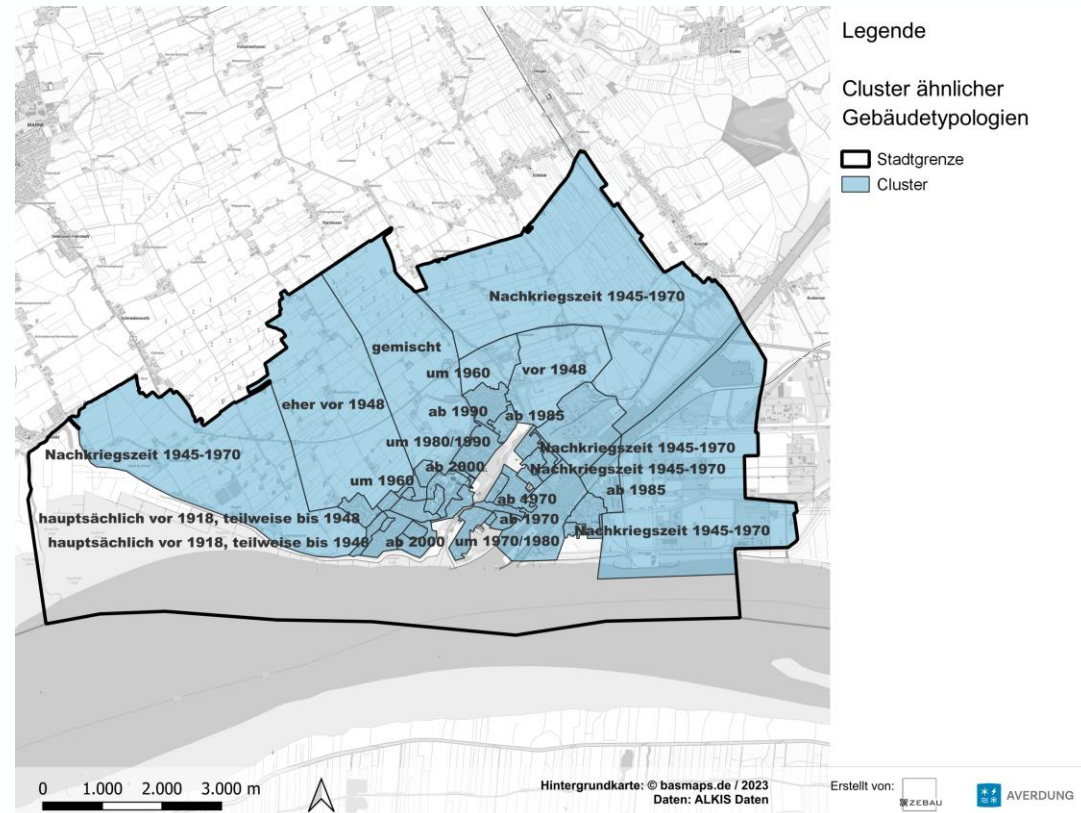 Legende
Cluster ähnlicher
Gebäudetypologien
Stadtgrenze
Cluster
MARNE
Nachkriegszeit 1945-1970
gemischt
um 1960
vor 1948
eher vor 1948
ab 1990
ab 1985
um 1980/1990
Nachkriegszeit 1945-1970
Nachkriegszeit 1945-1970
ab 2000
Nachkriegszeit 1945-1970
um 1960
ab 1985
ab 1970
hauptsächlich vor 1918, teilweise bis 1948
ab 1970
Nachkriegszeit 1945-1970
hauptsächlich vor 1918, teilweise bis 1948
ab 2000
um 1970/1980
0 1.000 2.000 3.000 m
Hintergrundkarte: © basmaps.de / 2023
Daten: ALKIS Daten
Erstellt von:
ZEBAU
AVERDUNG